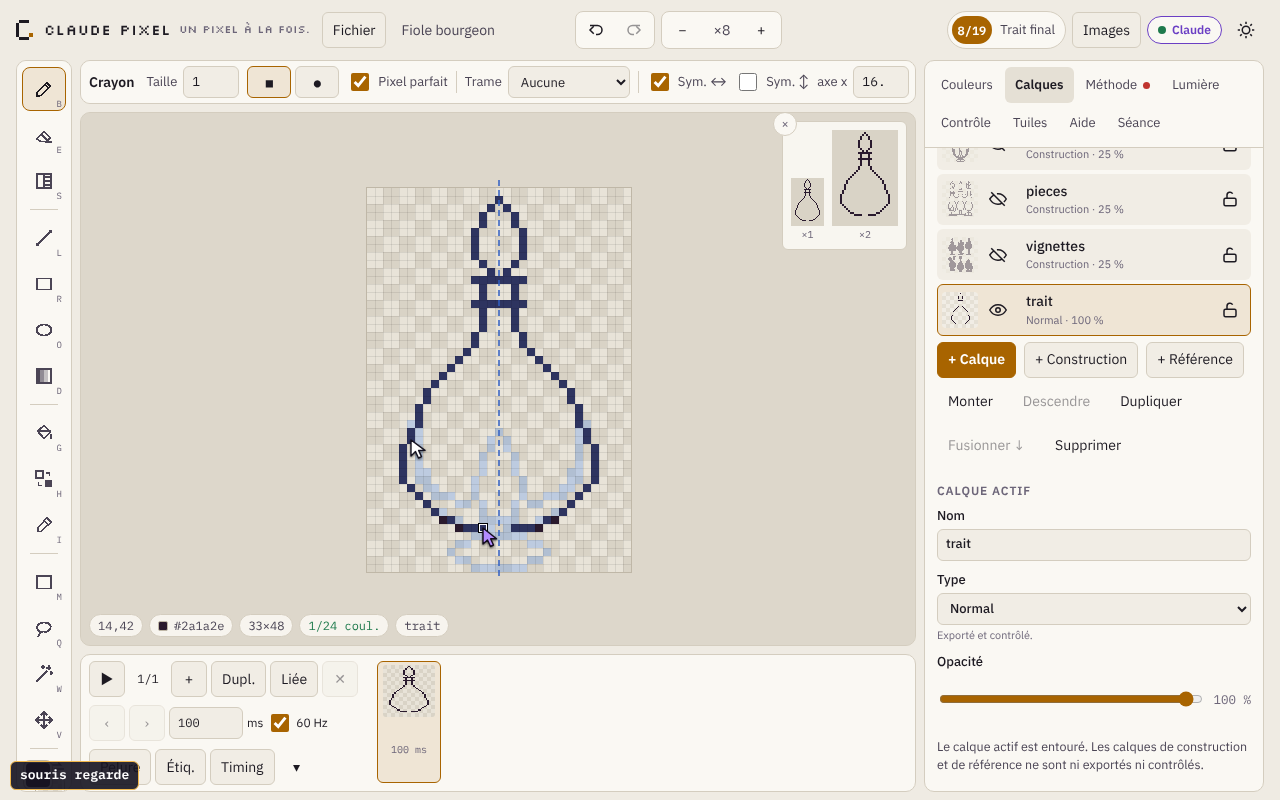 CLAUDE PIXEL UN PIXEL À LA FOIS. Fichier Fiole bourgeon − ×8 + 8/19 Trait final Images Claude
Crayon Taille 1 Pixel parfait Trame Aucune Sym. ↔ Sym. ↕ axe x 16.
Couleurs Calques Méthode Lumière
Contrôle Tuiles Aide Séance
B
E
S
L
R
O
D
G
H
I
M
Q
W
V
×
×1 ×2
Construction · 25 %
pieces
Construction · 25 %
vignettes
Construction · 25 %
trait
Normal · 100 %
+ Calque + Construction + Référence
Monter Descendre Dupliquer
Fusionner ↓ Supprimer
CALQUE ACTIF
Nom
trait
Type
Normal
Exporté et contrôlé.
Opacité
100 %
Le calque actif est entouré. Les calques de construction
et de référence ne sont ni exportés ni contrôlés.
14,42 #2a1a2e 33×48 1/24 coul. trait
▶ 1/1 + Dupl. Liée ×
‹ › 100 ms 60 Hz
Étiq. Timing ▼
100 ms
souris regarde